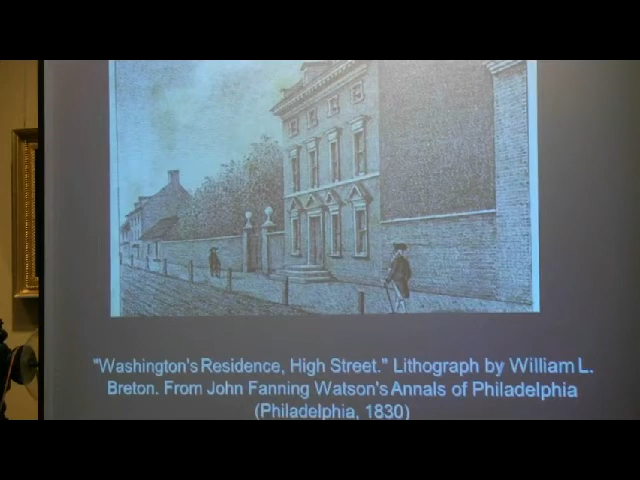 "Washington's Residence, High Street." Lithograph by William L.
Breton. From John Fanning Watson's Annals of Philadelphia
(Philadelphia, 1830)